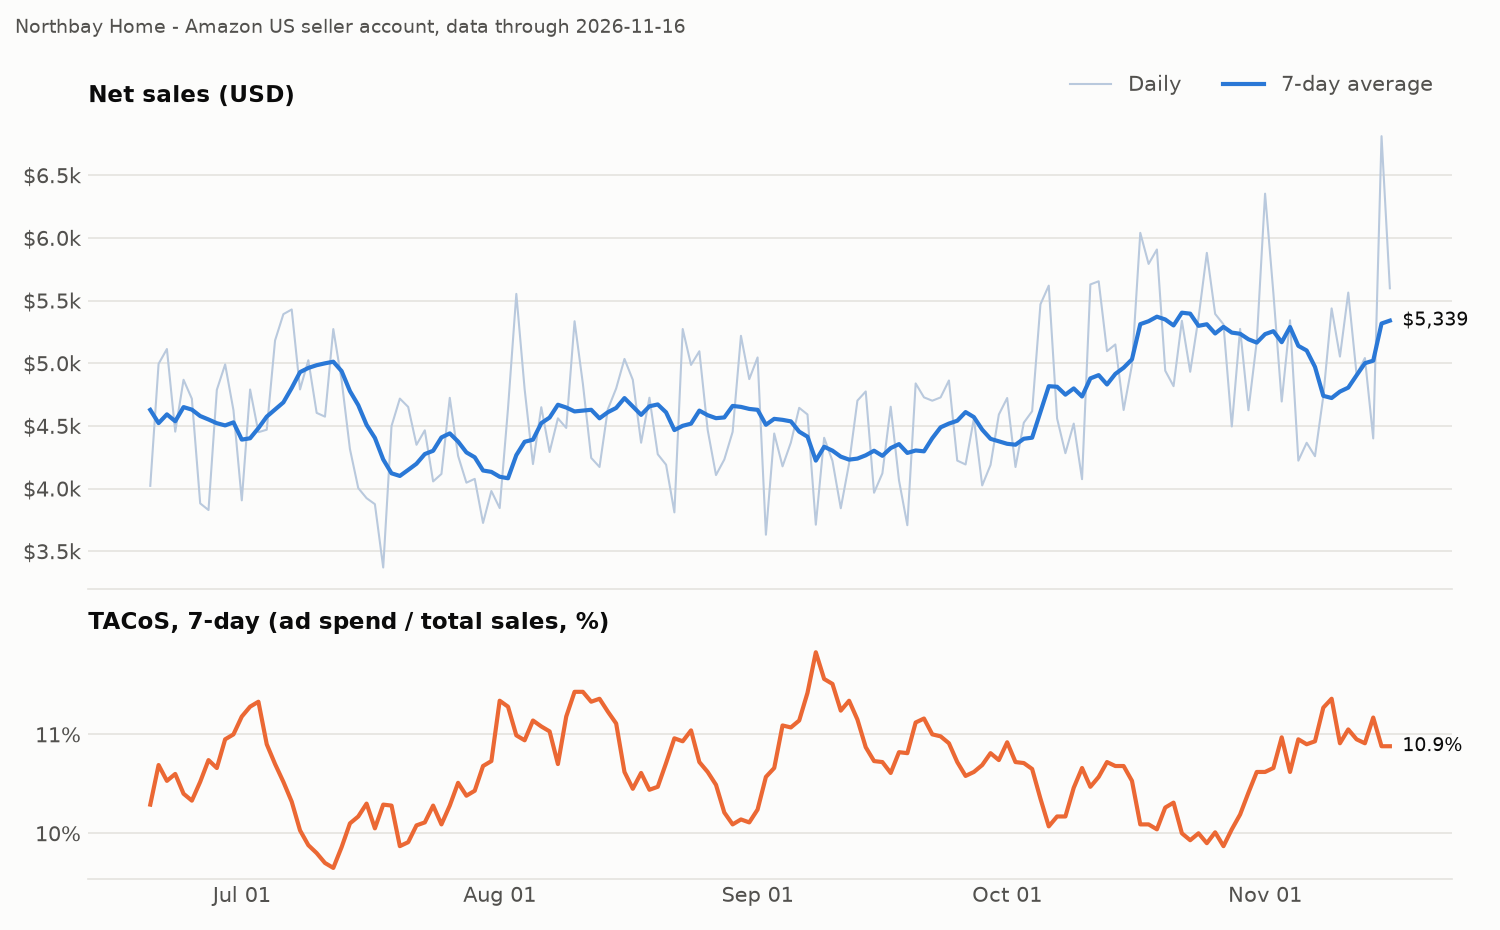 Northbay Home - Amazon US seller account, data through 2026-11-16
Daily
7-day average
Net sales (USD)
$6.5k
$6.0k
$5.5k
$5,339
$5.0k
$4.5k
$4.0k
$3.5k
TACoS, 7-day (ad spend / total sales, %)
11%
10.9%
10%
Jul 01
Aug 01
Sep 01
Oct 01
Nov 01